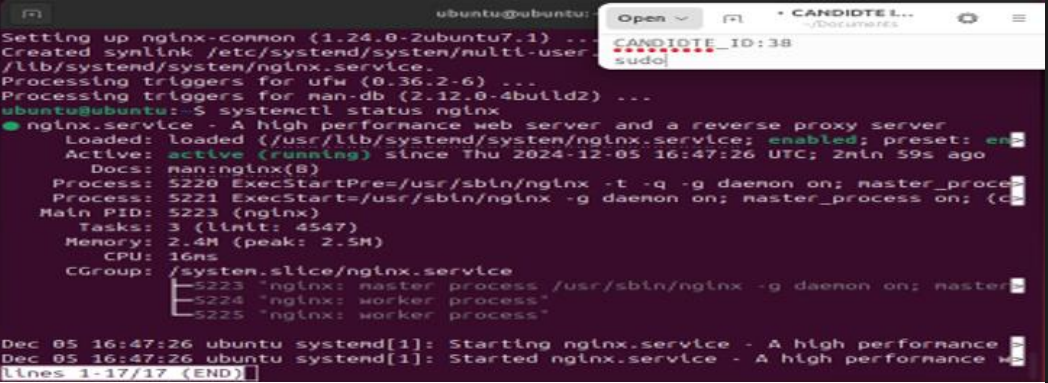 ubuntu@ubuntu:
Open
• CANDIDTE I...
~/Documents
CANDIDTE_ID:38
sudo
Setting up nginx-common (1.24.0-2ubuntu7.1) ...
Created symlink /etc/systemd/system/multi-user.
/lib/systemd/system/nginx.service.
Processing triggers for ufw (0.36.2-6) ...
Processing triggers for man-db (2.12.0-4build2) ...
ubuntu@ubuntu:~$ systemctl status nginx
● nginx.service - A high performance web server and a reverse proxy server
Loaded: loaded (/usr/lib/systemd/system/nginx.service; enabled; preset: en>
Active: active (running) since Thu 2024-12-05 16:47:26 UTC; 2min 59s ago
Docs: man:nginx(8)
Process: 5220 ExecStartPre=/usr/sbin/nginx -t -q -g daemon on; master_proce>
Process: 5221 ExecStart=/usr/sbin/nginx -g daemon on; master_process on; (c>
Main PID: 5223 (nginx)
Tasks: 3 (limit: 4547)
Memory: 2.4M (peak: 2.5M)
CPU: 16ms
CGroup: /system.slice/nginx.service
├─5223 "nginx: master process /usr/sbin/nginx -g daemon on; master>
├─5224 "nginx: worker process"
└─5225 "nginx: worker process"
Dec 05 16:47:26 ubuntu systemd[1]: Starting nginx.service - A high performance >
Dec 05 16:47:26 ubuntu systemd[1]: Started nginx.service - A high performance w>
lines 1-17/17 (END)